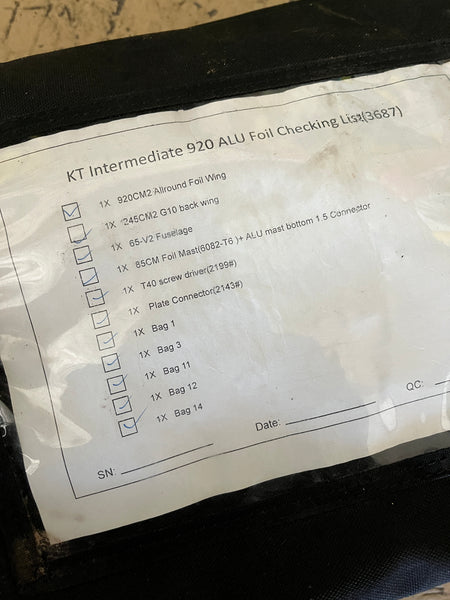 KT Intermediate 920 ALU Foil Checking List(3687)
1X 920CM2 Allround Foil Wing
1X 245CM2 G10 back wing
1X 65-V2 Fuselage
1X 85CM Foil Mast(6082-T6 )+ ALU mast bottom 1.5 Connector
1X T40 screw driver(2199#)
1X Plate Connector(2143#)
1X Bag 1
1X Bag 3
1X Bag 11
1X Bag 12
1X Bag 14
SN: Date: QC: